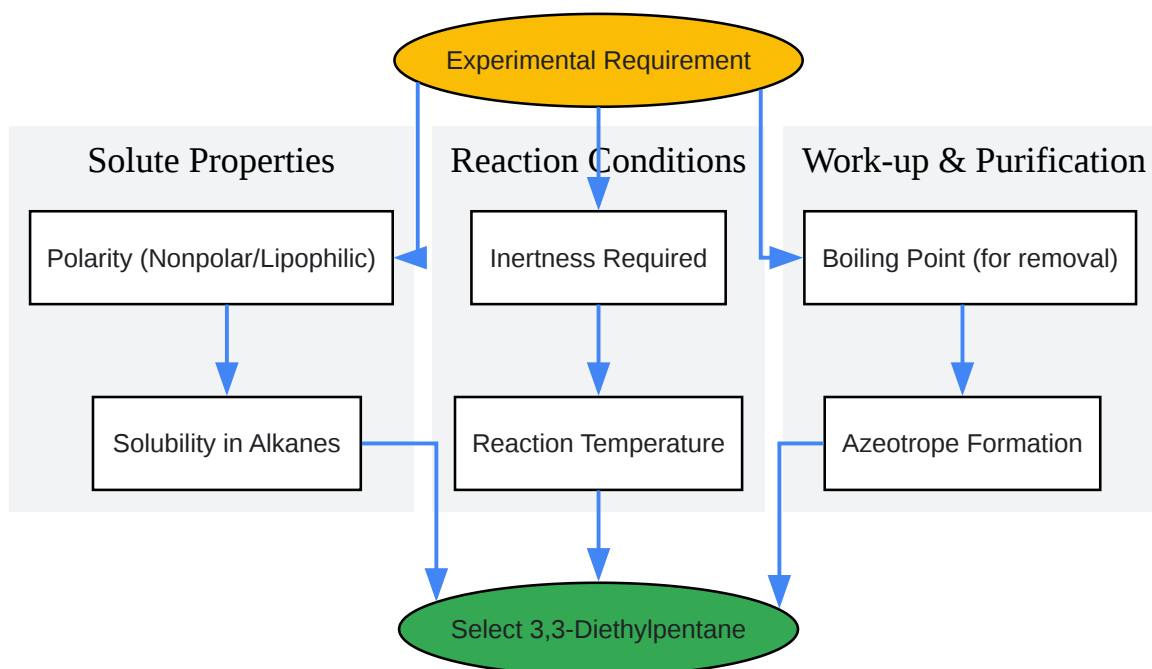 Experimental Requirement
Solute Properties
Reaction Conditions
Work-up & Purification
Polarity (Nonpolar/Lipophilic)
Inertness Required
Boiling Point (for removal)
Solubility in Alkanes
Reaction Temperature
Azeotrope Formation
Select 3,3-Diethylpentane